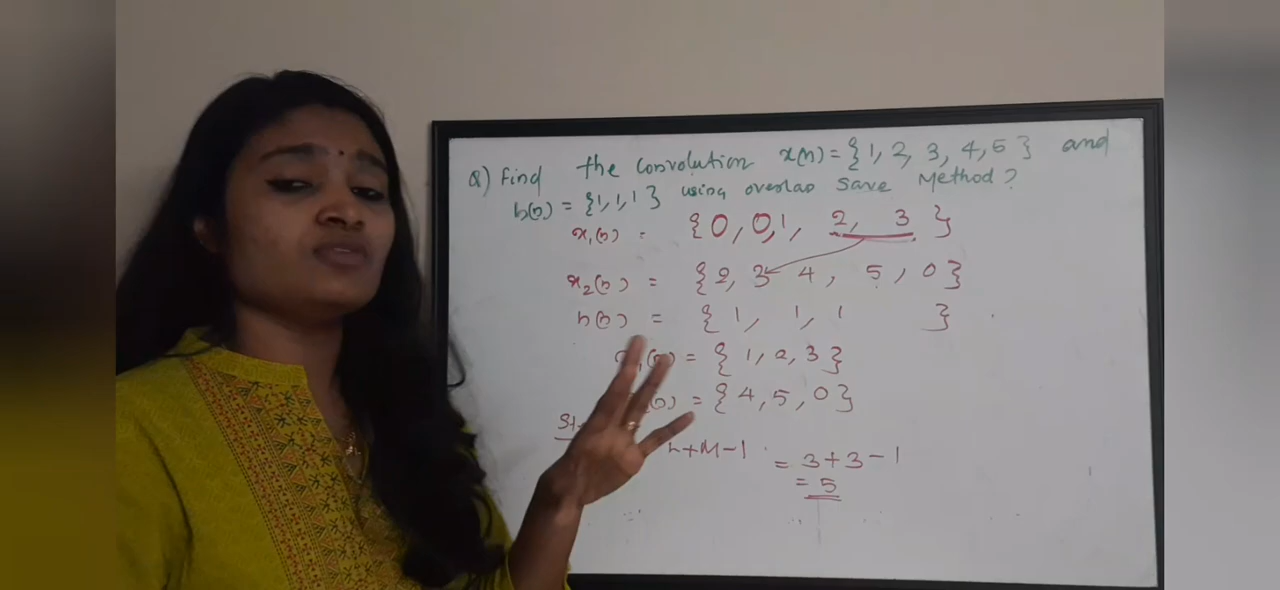 Q) Find the convolution x(n) = {1, 2, 3, 4, 5} and
h(n) = {1, 1, 1} using overlap save Method?
x₁(n) = {0, 0, 1, 2, 3}
x₂(n) = {2, 3 4, 5, 0}
h(n) = {1, 1, 1 }
= {1, 2, 3}
= {4, 5, 0}
L+M-1 = 3+3-1
= 5